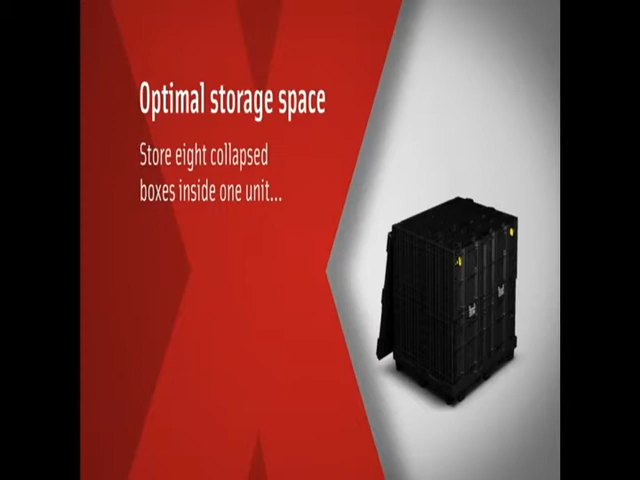 Optimal storage space
Store eight collapsed
boxes inside one unit...